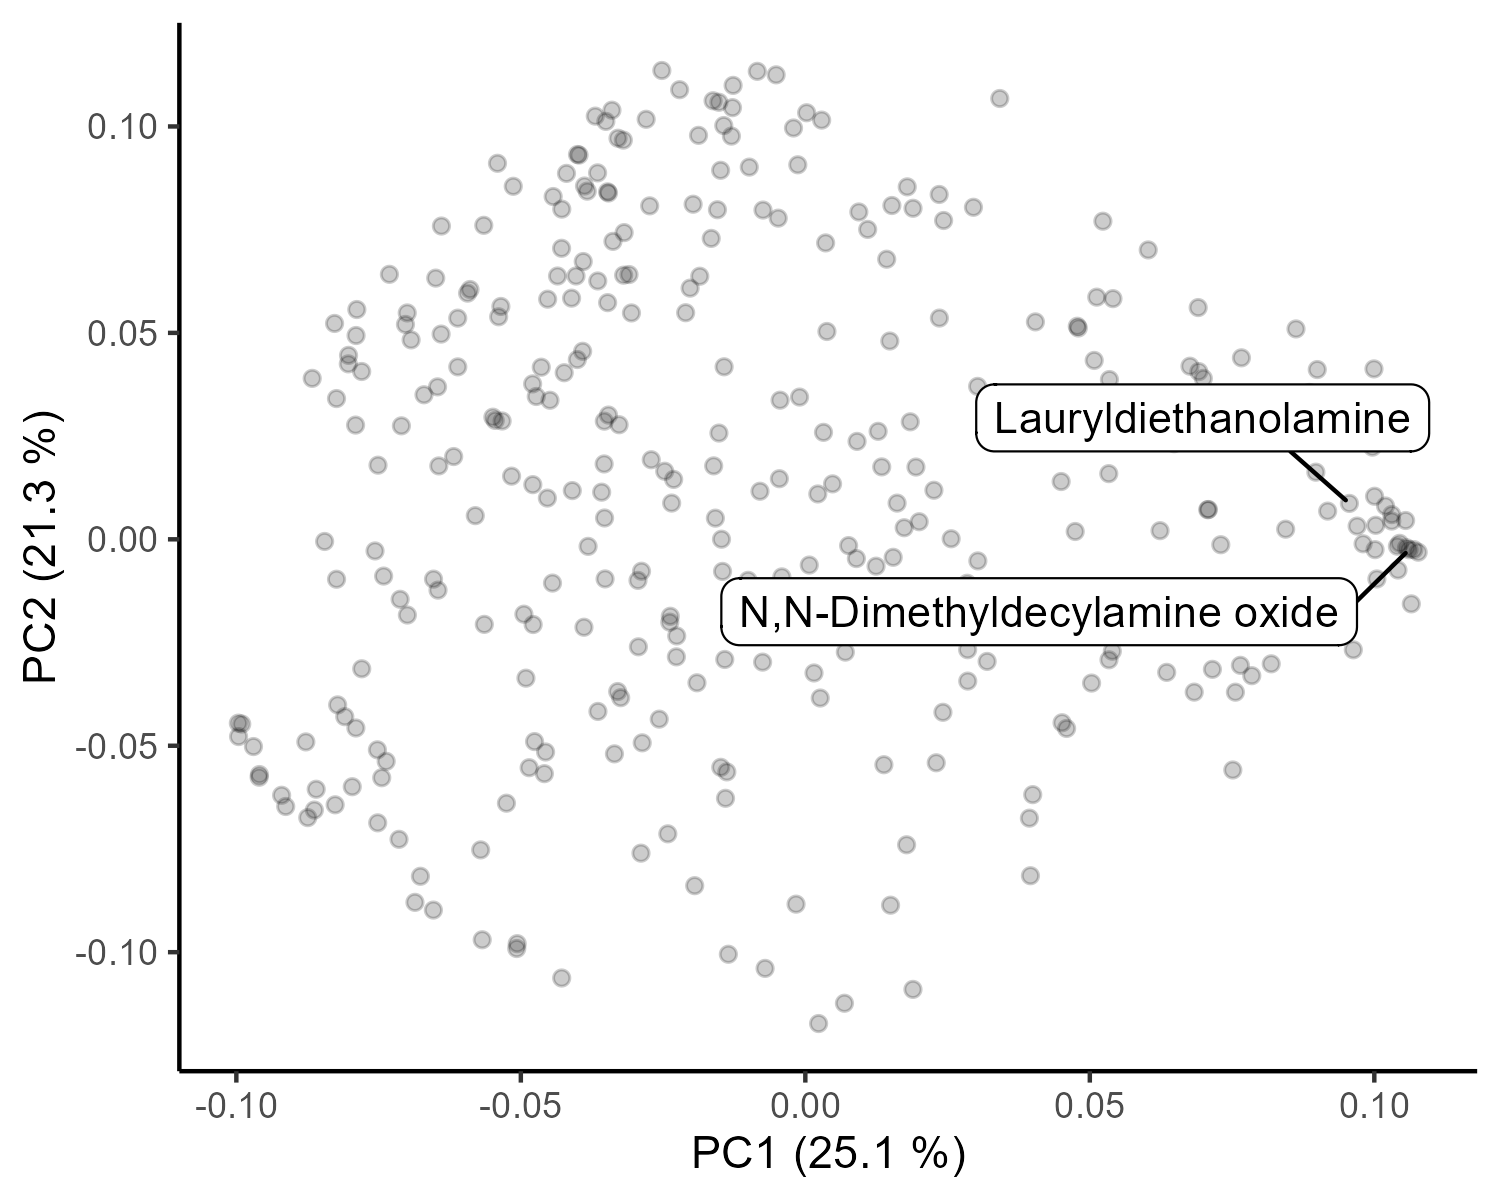 0.10
0.05
0.00
-0.05
-0.10
PC2 (21.3 %)
Lauryldiethanolamine
N,N-Dimethyldecylamine oxide
-0.10
-0.05
0.00
0.05
0.10
PC1 (25.1 %)